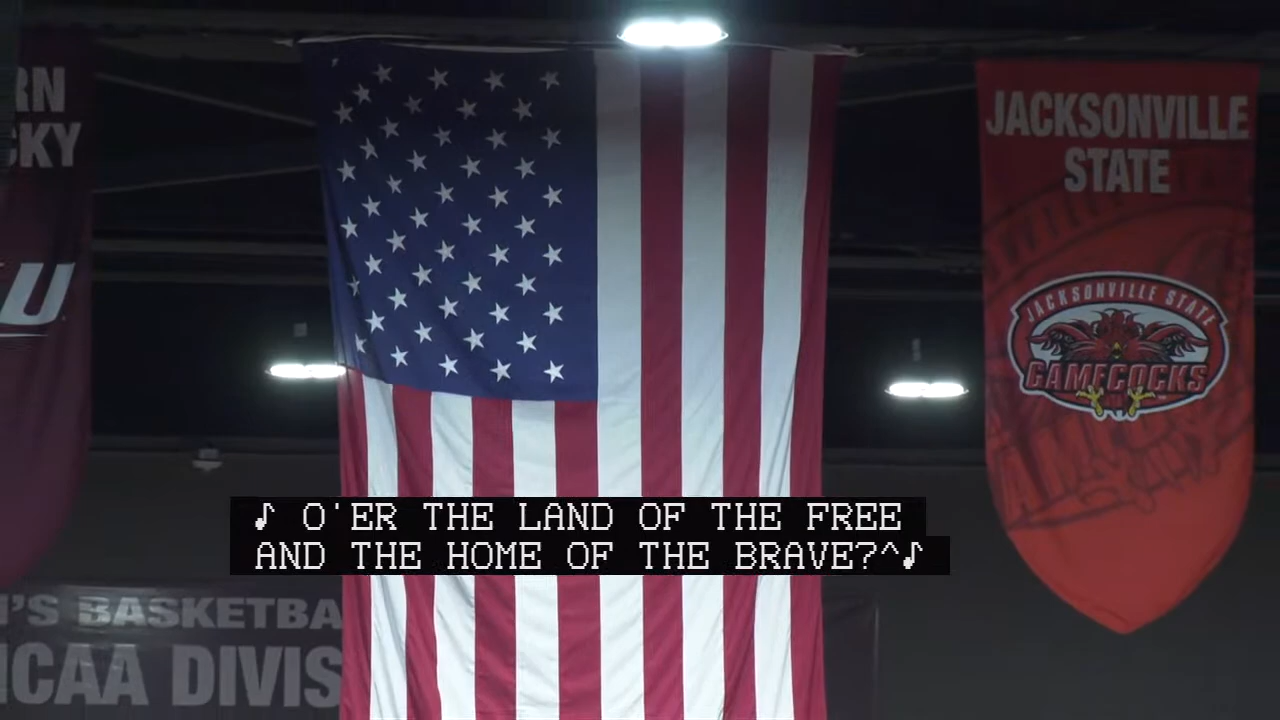 RN
CKY
U
JACKSONVILLE
STATE
JACKSONVILLE STATE
GAMECOCKS
♪ O'ER THE LAND OF THE FREE
AND THE HOME OF THE BRAVE?^♪
'S BASKETBA
CAA DIVIS